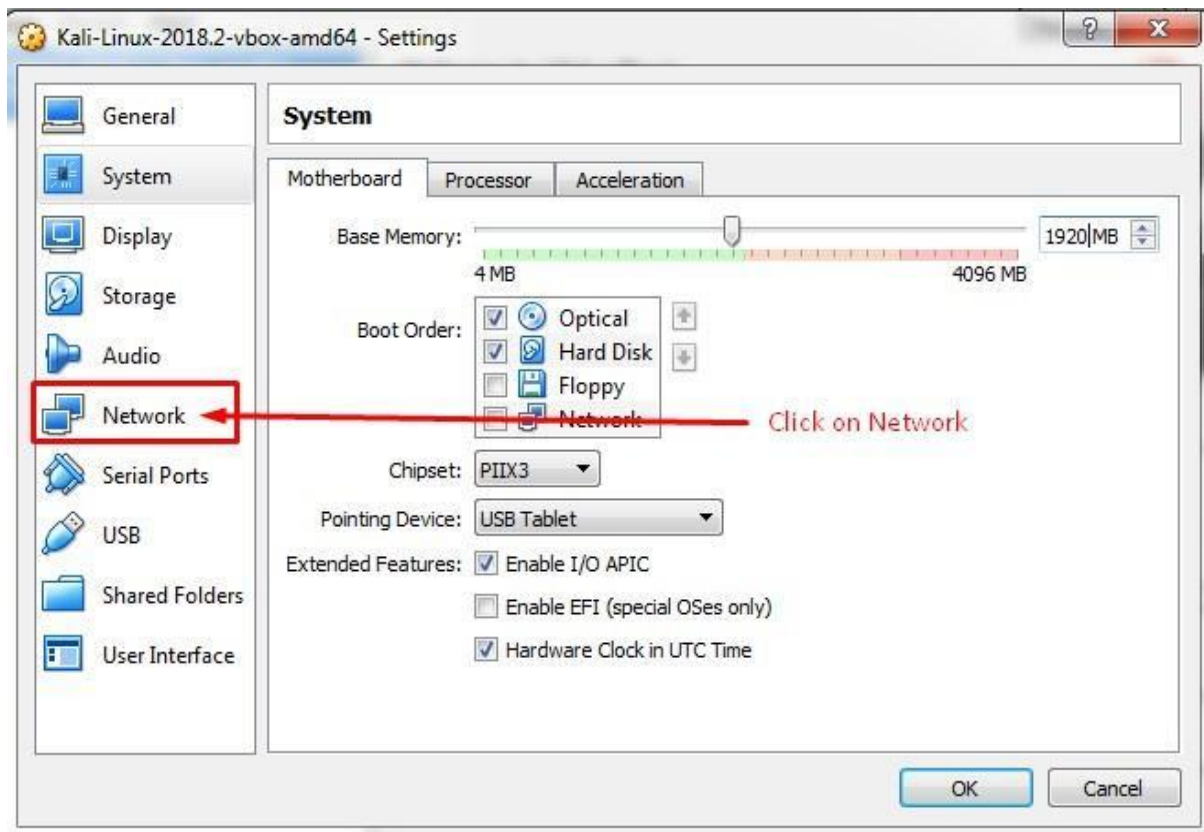 Kali-Linux-2018.2-vbox-amd64 - Settings
?
X
General
System
Display
Storage
Audio
Network
Serial Ports
USB
Shared Folders
User Interface
System
Motherboard
Processor
Acceleration
Base Memory:
1920 MB
4 MB
4096 MB
Boot Order:
Optical
Hard Disk
Floppy
Network
Click on Network
Chipset: PIIX3
Pointing Device: USB Tablet
Extended Features: Enable I/O APIC
Enable EFI (special OSes only)
Hardware Clock in UTC Time
OK
Cancel